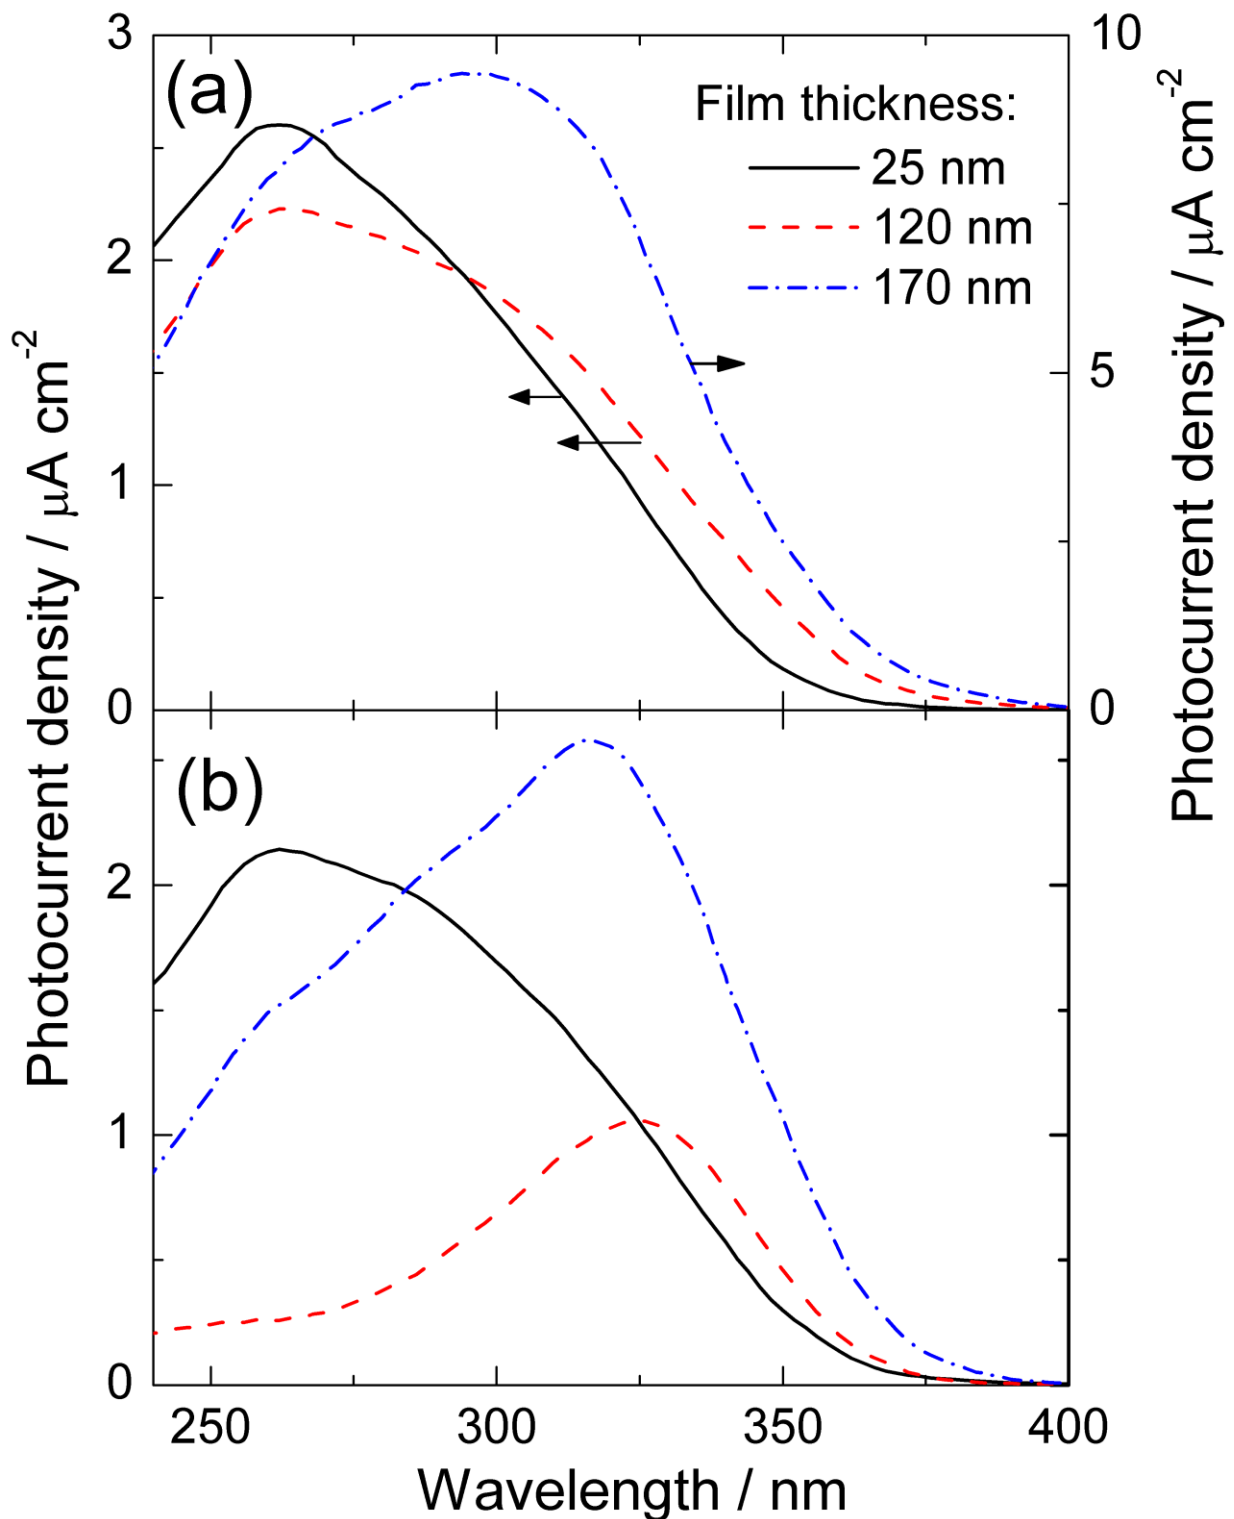 3
10
(a)
Film thickness:
25 nm
120 nm
170 nm
2
5
1
0
0
(b)
2
1
0
250
300
350
400
Wavelength / nm
Photocurrent density / μA cm⁻²
Photocurrent density / μA cm⁻²